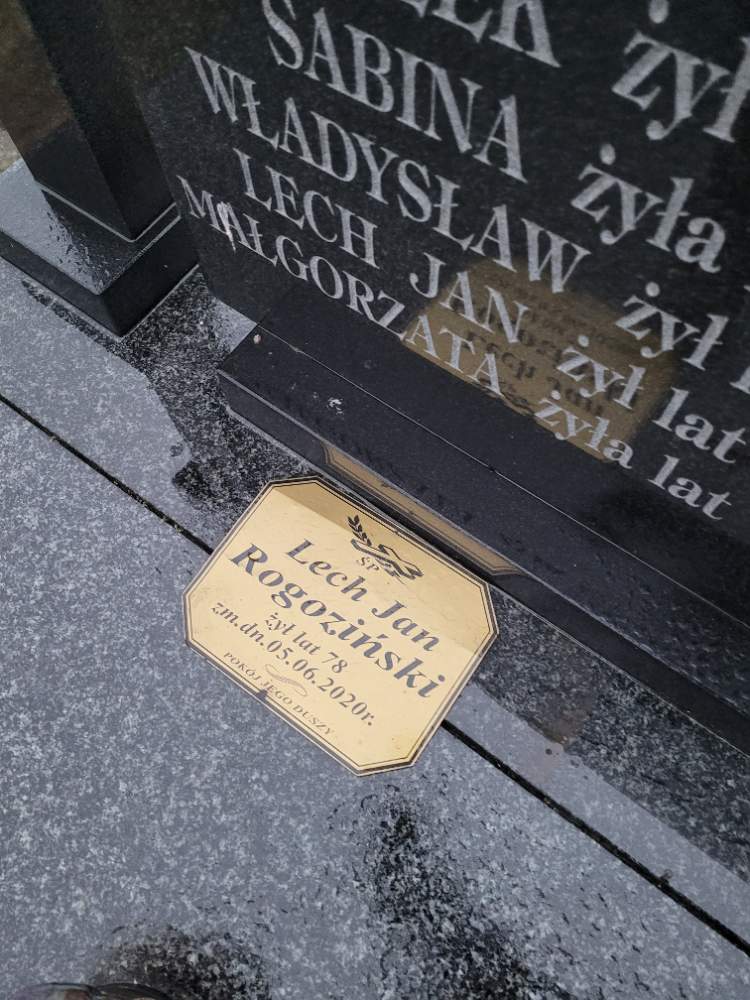 SABINA żyła
WŁADYSŁAW żył
LECH JAN żył lat
MAŁGORZATA żyła lat
ŚP
Lech Jan
Rogoziński
żył lat 78
zm.dn.05.06.2020r.
POKÓJ JEGO DUSZY